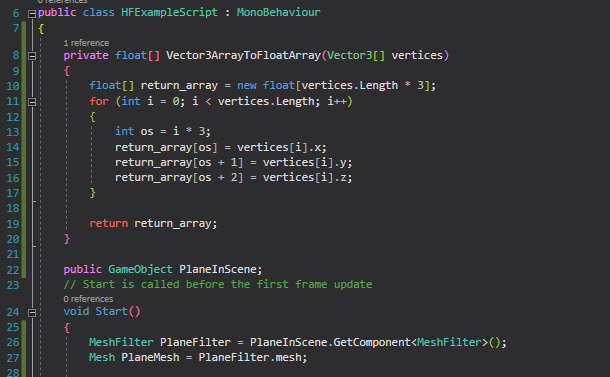 0 references
6 public class HFExampleScript : MonoBehaviour
7 {
1 reference
8 private float[] Vector3ArrayToFloatArray(Vector3[] vertices)
9 {
10 float[] return_array = new float[vertices.Length * 3];
11 for (int i = 0; i < vertices.Length; i++)
12 {
13 int os = i * 3;
14 return_array[os] = vertices[i].x;
15 return_array[os + 1] = vertices[i].y;
16 return_array[os + 2] = vertices[i].z;
17 }
18
19 return return_array;
20 }
21
22 public GameObject PlaneInScene;
23 // Start is called before the first frame update
0 references
24 void Start()
25 {
26 MeshFilter PlaneFilter = PlaneInScene.GetComponent<MeshFilter>();
27 Mesh PlaneMesh = PlaneFilter.mesh;
28